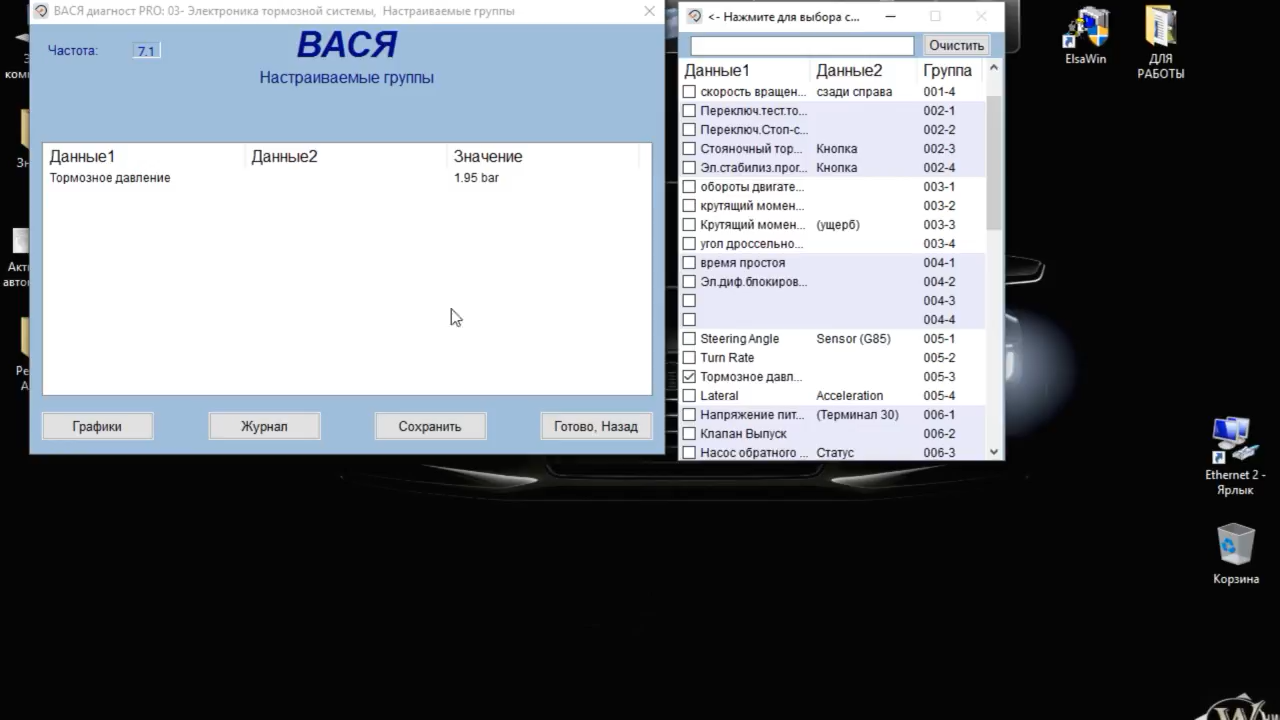 ВАСЯ диагност PRO: 03- Электроника тормозной системы, Настраиваемые группы
Частота: 7.1
ВАСЯ
Настраиваемые группы
Данные1 Данные2 Значение
Тормозное давление 1.95 bar
Графики Журнал Сохранить Готово, Назад
<- Нажмите для выбора с...
Очистить
Данные1 Данные2 Группа
скорость вращен... сзади справа 001-4
Переключ.тест.то... 002-1
Переключ.Стоп-с... 002-2
Стояночный тор... Кнопка 002-3
Эл.стабилиз.прог... Кнопка 002-4
обороты двигате... 003-1
крутящий момен... 003-2
Крутящий момен... (ущерб) 003-3
угол дроссельно... 003-4
время простоя 004-1
Эл.диф.блокиров... 004-2
004-3
004-4
Steering Angle Sensor (G85) 005-1
Turn Rate 005-2
Тормозное давл... 005-3
Lateral Acceleration 005-4
Напряжение пит... (Терминал 30) 006-1
Клапан Выпуск 006-2
Насос обратного ... Статус 006-3
ElsaWin
ДЛЯ
РАБОТЫ
Ethernet 2 -
Ярлык
Корзина